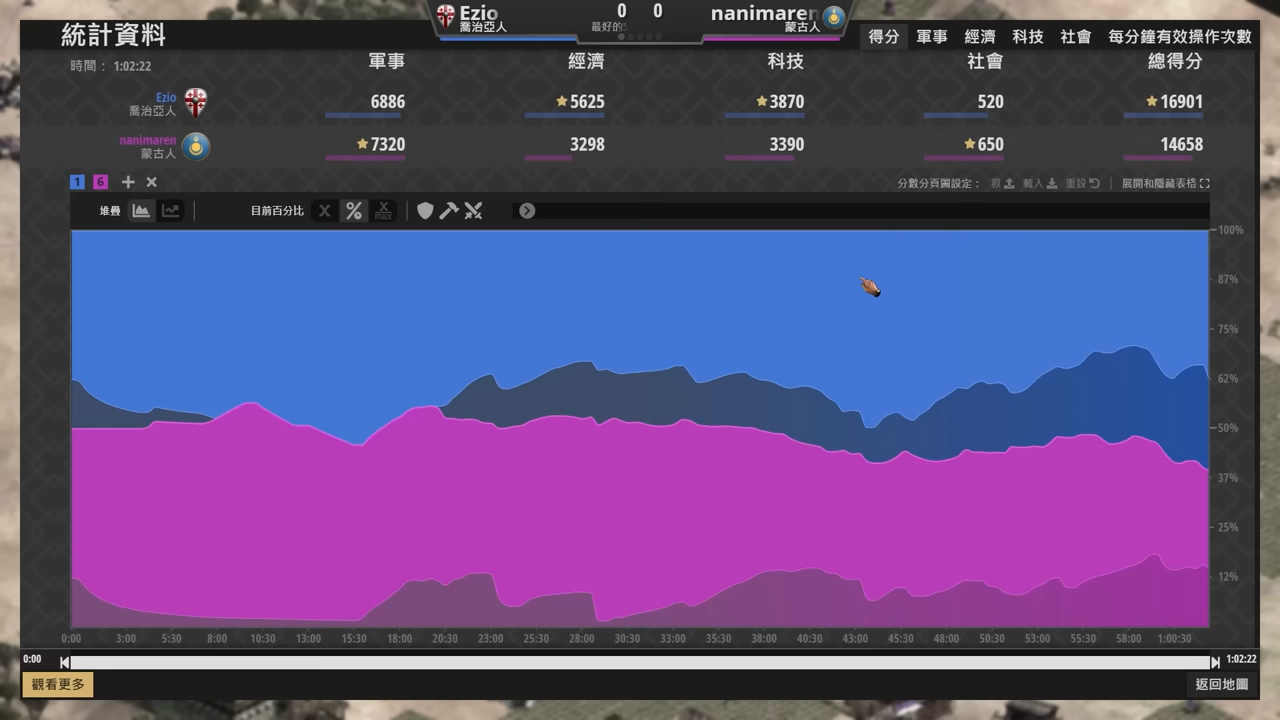 Ezio
喬治亞人
0 0
最好的
nanimaren
蒙古人
統計資料
得分 軍事 經濟 科技 社會 每分鐘有效操作次數
時間： 1:02:22
軍事 經濟 科技 社會 總得分
Ezio
喬治亞人
6886 5625 3870 520 16901
nanimaren
蒙古人
7320 3298 3390 650 14658
1 6
分數分頁圖設定： 載入 重設 展開和隱藏表格
堆疊 目前百分比 X % X max
100%
87%
75%
62%
50%
37%
25%
12%
0:00 3:00 5:30 8:00 10:30 13:00 15:30 18:00 20:30 23:00 25:30 28:00 30:30 33:00 35:30 38:00 40:30 43:00 45:30 48:00 50:30 53:00 55:30 58:00 1:00:30
0:00 1:02:22
觀看更多 返回地圖